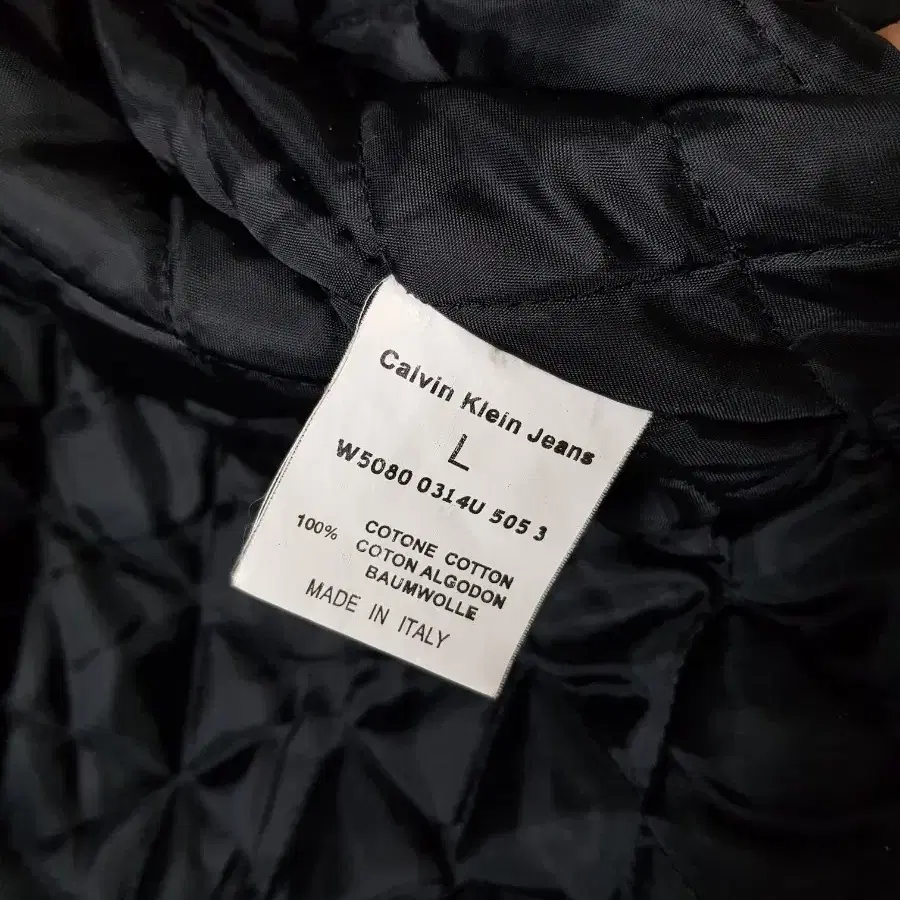 Calvin Klein Jeans
L
W5080 0314U 505 3
100% COTONE COTTON
COTON ALGODON
BAUMWOLLE
MADE IN ITALY